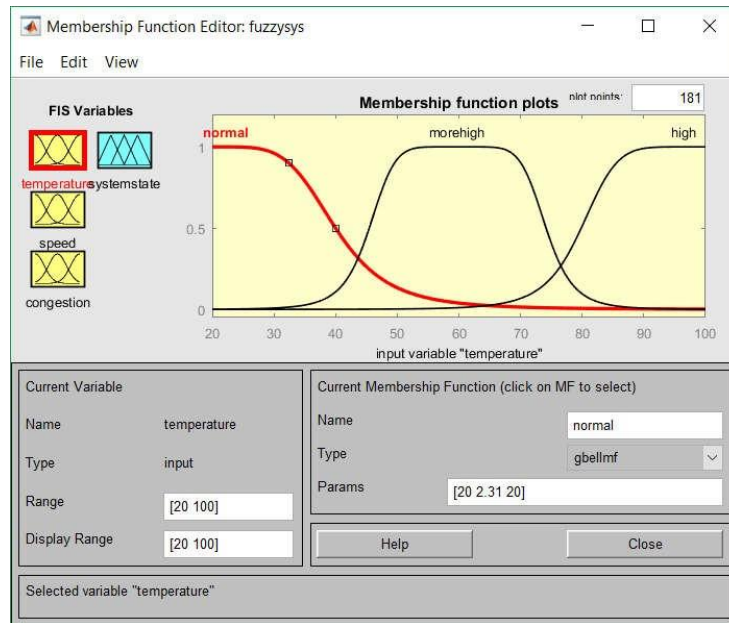 Membership Function Editor: fuzzysys
File Edit View
FIS Variables
Membership function plots
plot points:
181
normal
morehigh
high
temperature
systemstate
speed
congestion
1
0.5
0
20 30 40 50 60 70 80 90 100
input variable "temperature"
Current Variable
Name temperature
Type input
Range [20 100]
Display Range [20 100]
Current Membership Function (click on MF to select)
Name normal
Type gbellmf
Params [20 2.31 20]
Help Close
Selected variable "temperature"